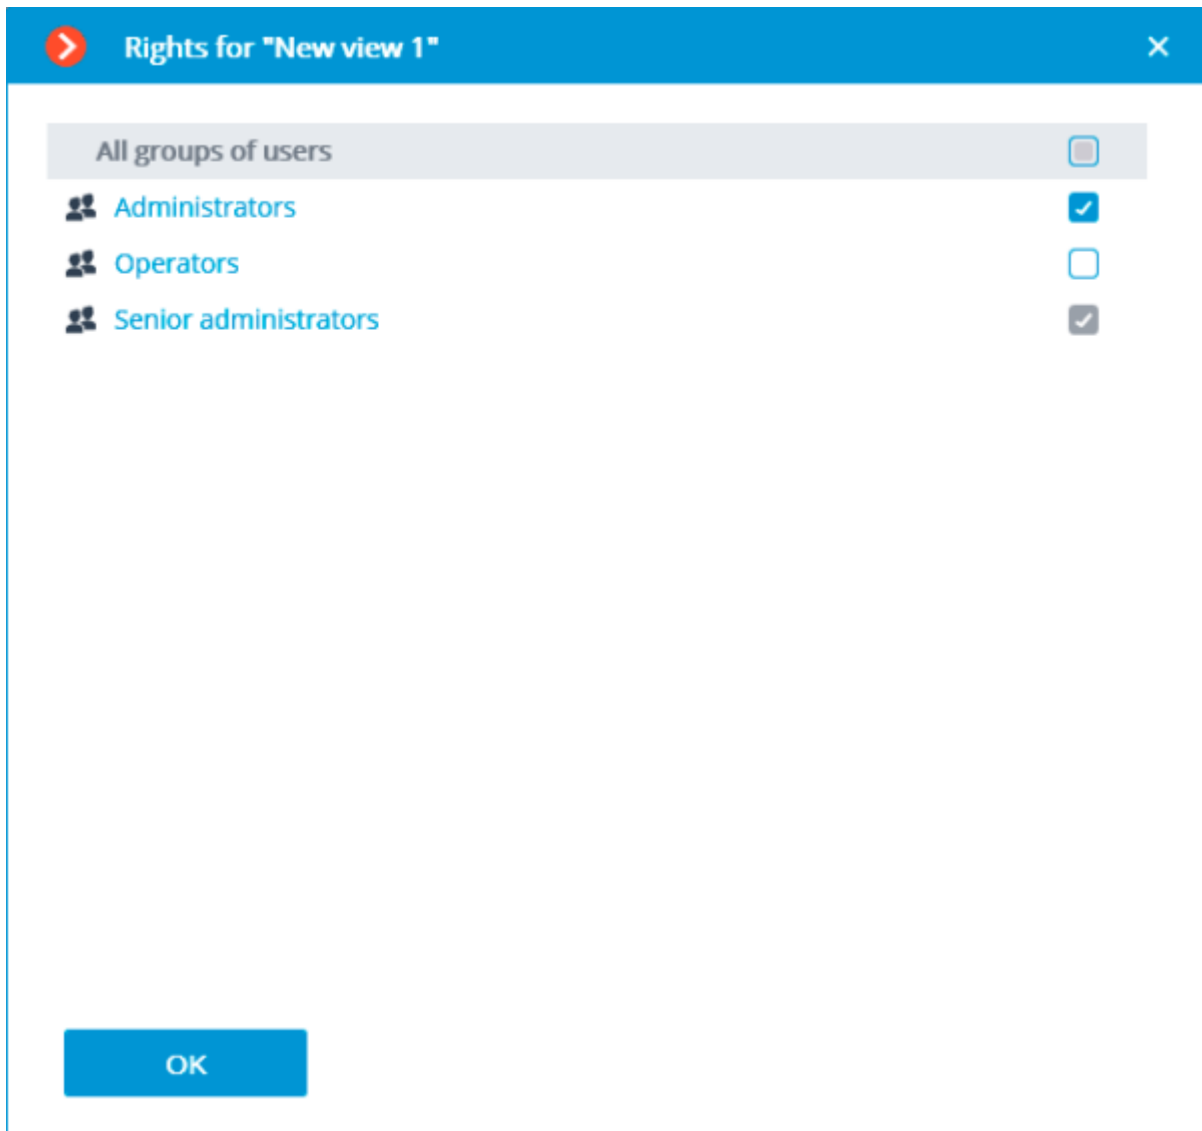 Rights for "New view 1"
All groups of users
Administrators
Operators
Senior administrators
OK